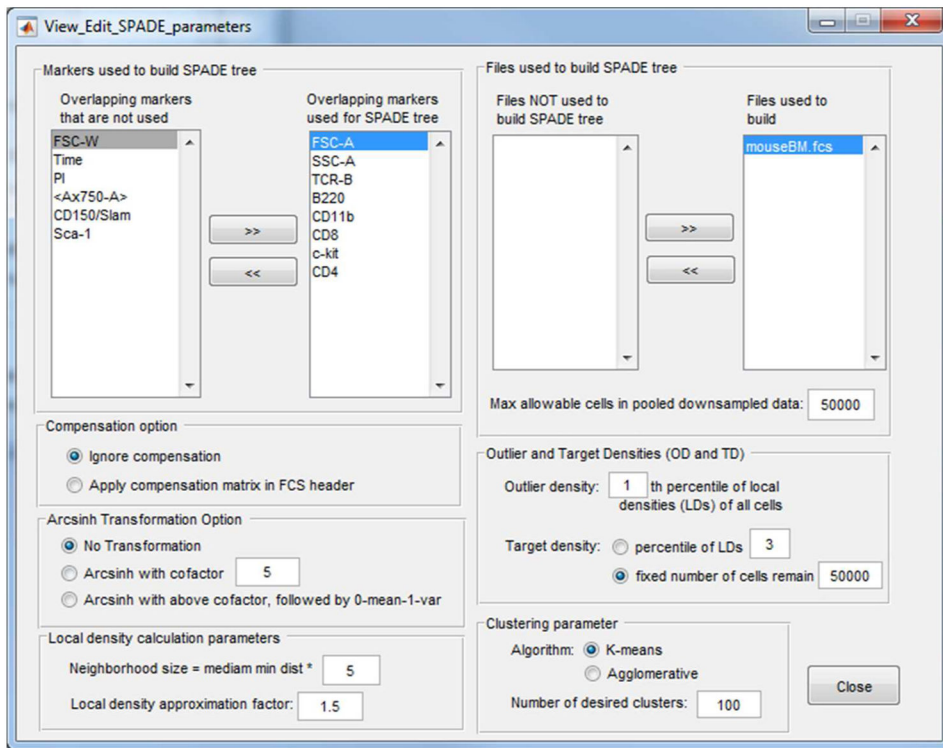 View_Edit_SPADE_parameters
Markers used to build SPADE tree
Overlapping markers
that are not used
FSC-W
Time
PI
<Ax750-A>
CD150/Slam
Sca-1
>>
<<
Overlapping markers
used for SPADE tree
FSC-A
SSC-A
TCR-B
B220
CD11b
CD8
c-kit
CD4
Files used to build SPADE tree
Files NOT used to
build SPADE tree
>>
<<
Files used to
build
mouseBM.fcs
Max allowable cells in pooled downsampled data: 50000
Compensation option
Ignore compensation
Apply compensation matrix in FCS header
Arcsinh Transformation Option
No Transformation
Arcsinh with cofactor 5
Arcsinh with above cofactor, followed by 0-mean-1-var
Local density calculation parameters
Neighborhood size = mediam min dist * 5
Local density approximation factor: 1.5
Outlier and Target Densities (OD and TD)
Outlier density: 1 th percentile of local
densities (LDs) of all cells
Target density: percentile of LDs 3
fixed number of cells remain 50000
Clustering parameter
Algorithm: K-means
Agglomerative
Number of desired clusters: 100
Close